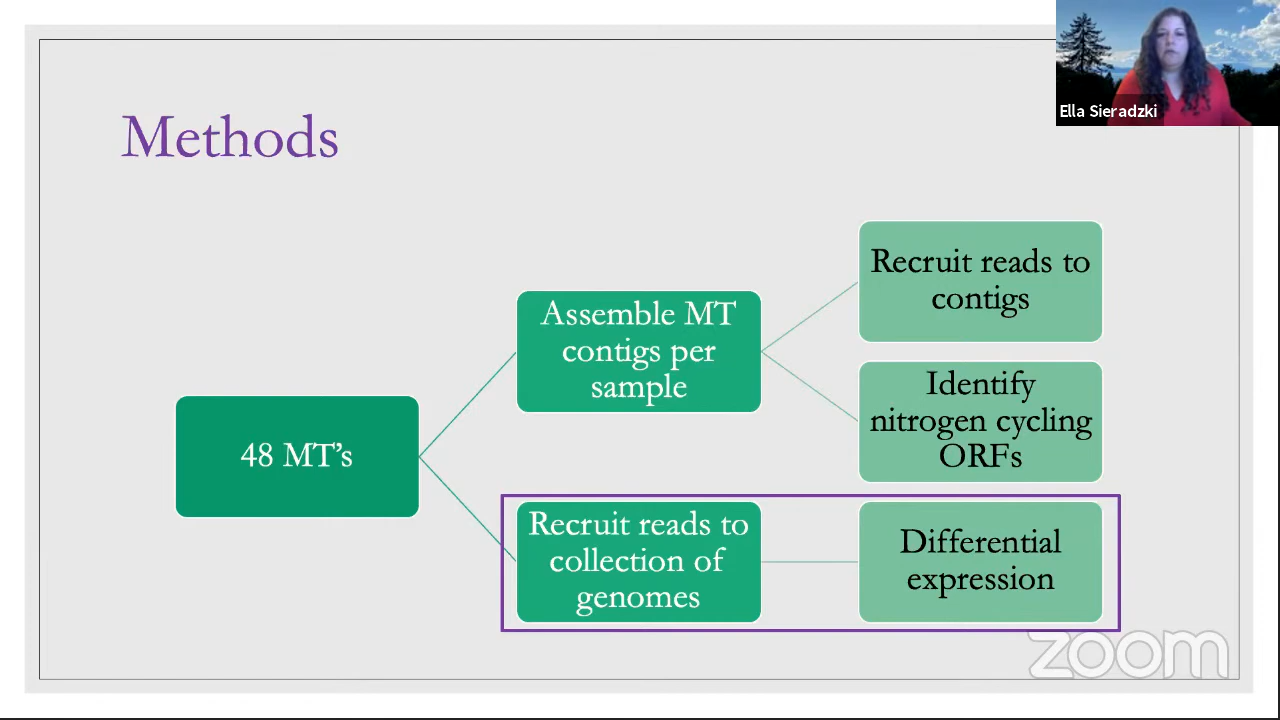 Ella Sieradzki
Methods
48 MT’s
Assemble MT
contigs per
sample
Recruit reads to
contigs
Identify
nitrogen cycling
ORFs
Recruit reads to
collection of
genomes
Differential
expression
zoom